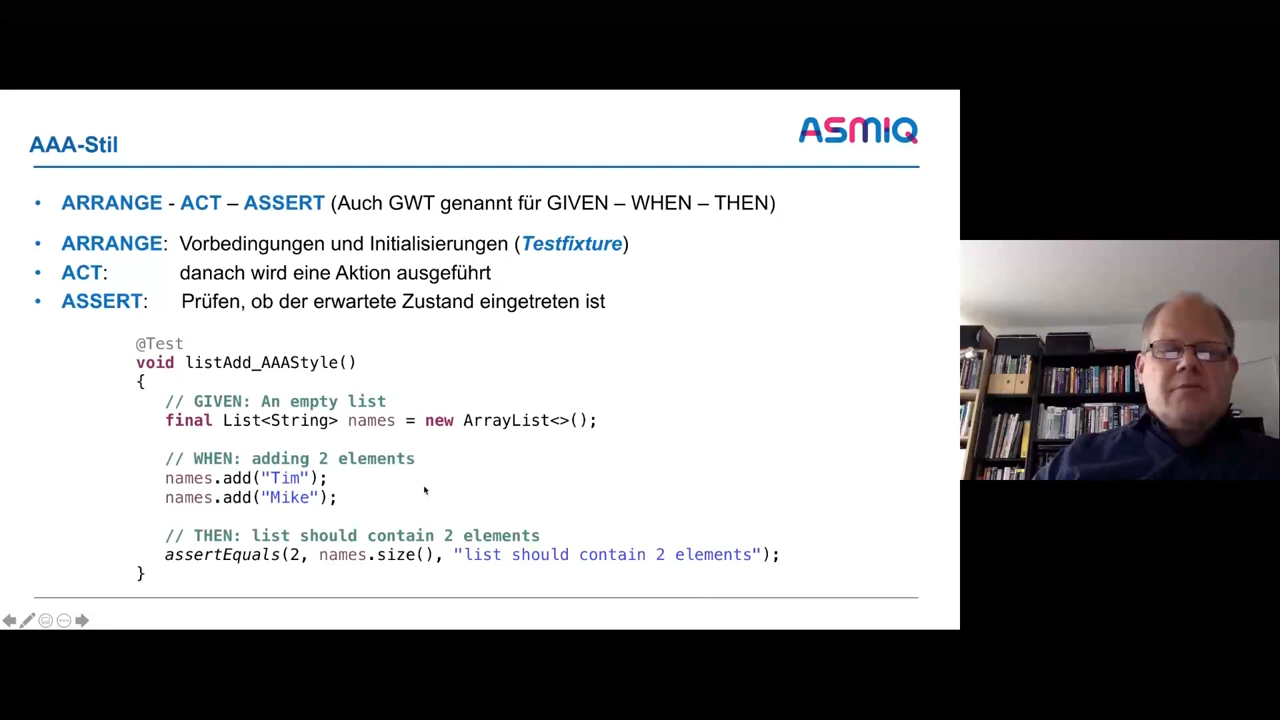 AAA-Stil
ASMIQ
• ARRANGE - ACT – ASSERT (Auch GWT genannt für GIVEN – WHEN – THEN)
• ARRANGE: Vorbedingungen und Initialisierungen (Testfixture)
• ACT: danach wird eine Aktion ausgeführt
• ASSERT: Prüfen, ob der erwartete Zustand eingetreten ist
@Test
void listAdd_AAAStyle()
{
// GIVEN: An empty list
final List<String> names = new ArrayList<>();
// WHEN: adding 2 elements
names.add("Tim");
names.add("Mike");
// THEN: list should contain 2 elements
assertEquals(2, names.size(), "list should contain 2 elements");
}